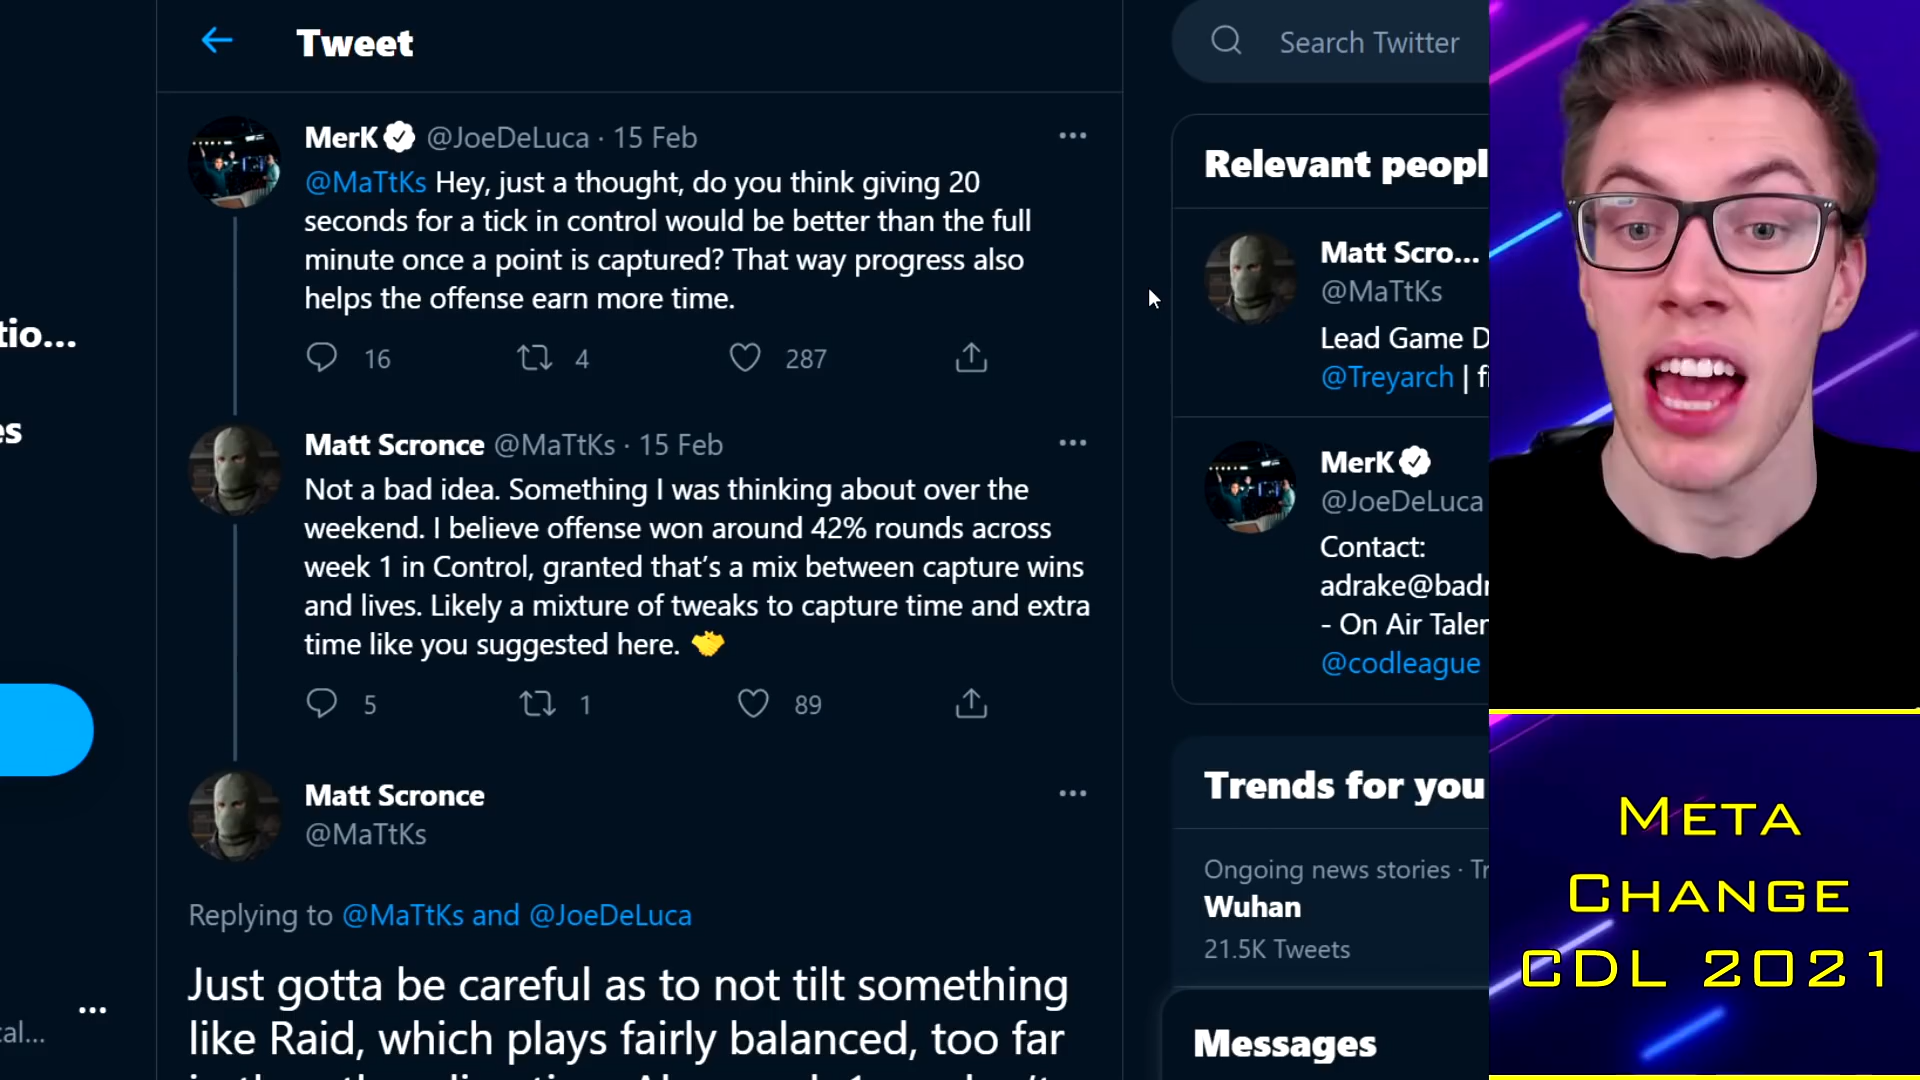 Tweet
Search Twitter
MerK @JoeDeLuca · 15 Feb
@MaTtKs Hey, just a thought, do you think giving 20
seconds for a tick in control would be better than the full
minute once a point is captured? That way progress also
helps the offense earn more time.
16 4 287
Matt Scronce @MaTtKs · 15 Feb
Not a bad idea. Something I was thinking about over the
weekend. I believe offense won around 42% rounds across
week 1 in Control, granted that's a mix between capture wins
and lives. Likely a mixture of tweaks to capture time and extra
time like you suggested here.
5 1 89
Matt Scronce
@MaTtKs
Replying to @MaTtKs and @JoeDeLuca
Just gotta be careful as to not tilt something
like Raid, which plays fairly balanced, too far
tio...
es
cal...
Relevant peopl
Matt Scro...
@MaTtKs
Lead Game D
@Treyarch | fi
MerK
@JoeDeLuca
Contact:
adrake@badr
- On Air Taler
@codleague
Trends for you
Ongoing news stories · Tr
Wuhan
21.5K Tweets
Messages
META
CHANGE
CDL 2021